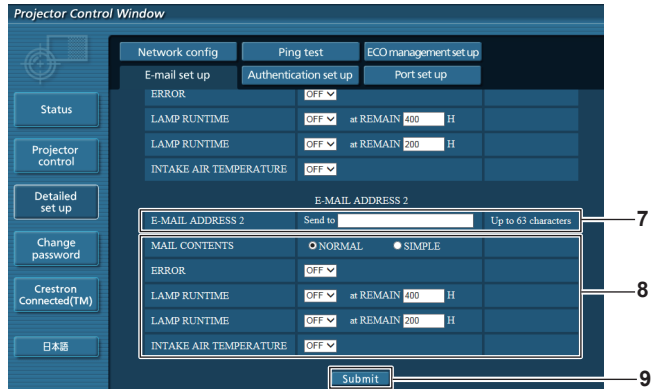 Projector Control Window
Network config Ping test ECO management set up
E-mail set up Authentication set up Port set up
Status
Projector control
Detailed set up
Change password
Crestron Connected(TM)
日本語
ERROR OFF
LAMP RUNTIME OFF at REMAIN 400 H
LAMP RUNTIME OFF at REMAIN 200 H
INTAKE AIR TEMPERATURE OFF
E-MAIL ADDRESS 2
E-MAIL ADDRESS 2 Send to Up to 63 characters 7
MAIL CONTENTS NORMAL SIMPLE
ERROR OFF
LAMP RUNTIME OFF at REMAIN 400 H 8
LAMP RUNTIME OFF at REMAIN 200 H
INTAKE AIR TEMPERATURE OFF
Submit 9